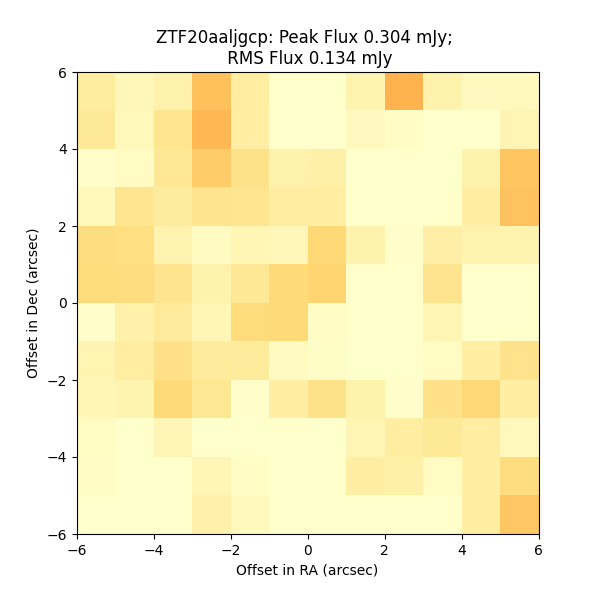 ZTF20aaljgcp: Peak Flux 0.304 mJy;
RMS Flux 0.134 mJy
6
4
2
0
−2
−4
−6
Offset in Dec (arcsec)
−6 −4 −2 0 2 4 6
Offset in RA (arcsec)